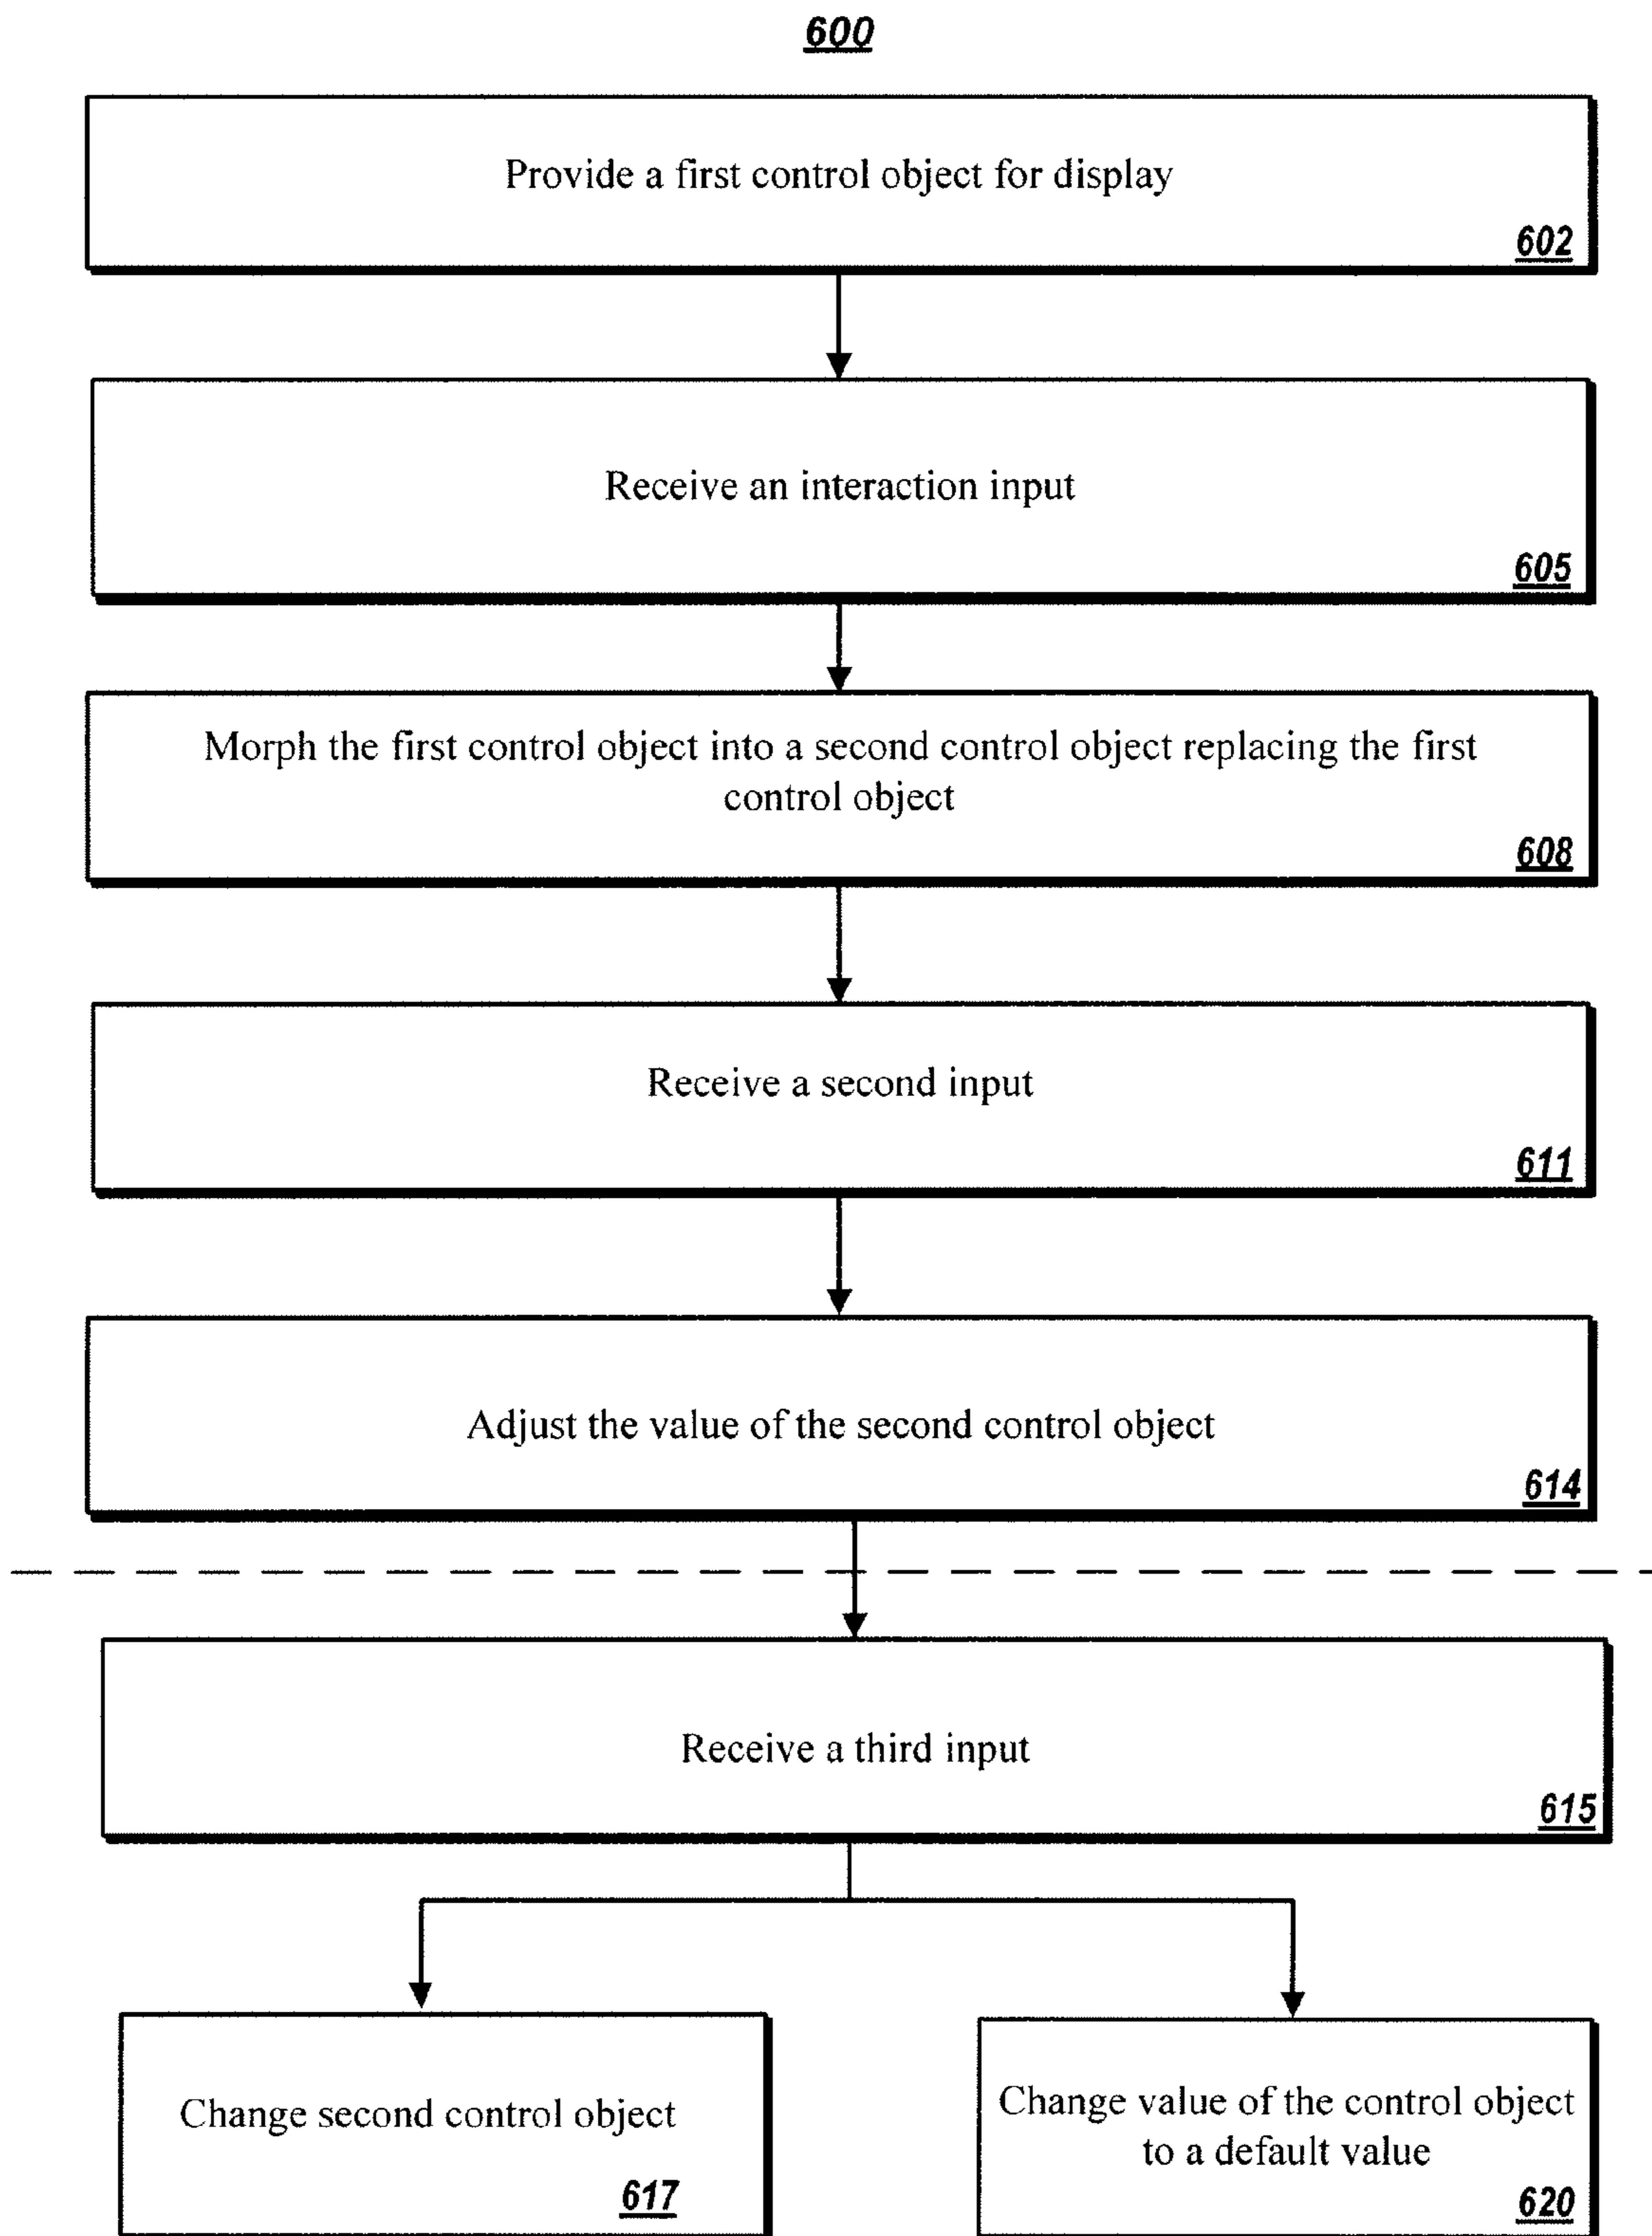 600
Provide a first control object for display
602
Receive an interaction input
605
Morph the first control object into a second control object replacing the first
control object
608
Receive a second input
611
Adjust the value of the second control object
614
Receive a third input
615
Change second control object
617
Change value of the control object
to a default value
620